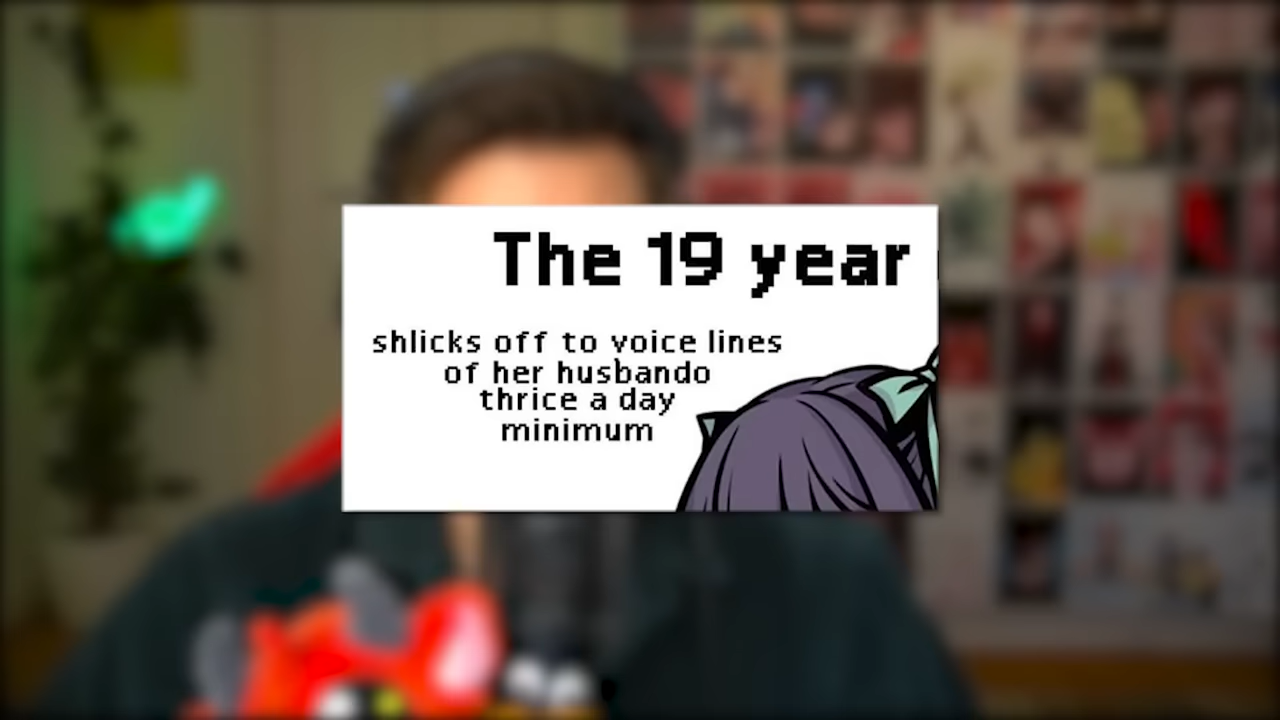 The 19 year
shlicks off to voice lines
of her husbando
thrice a day
minimum